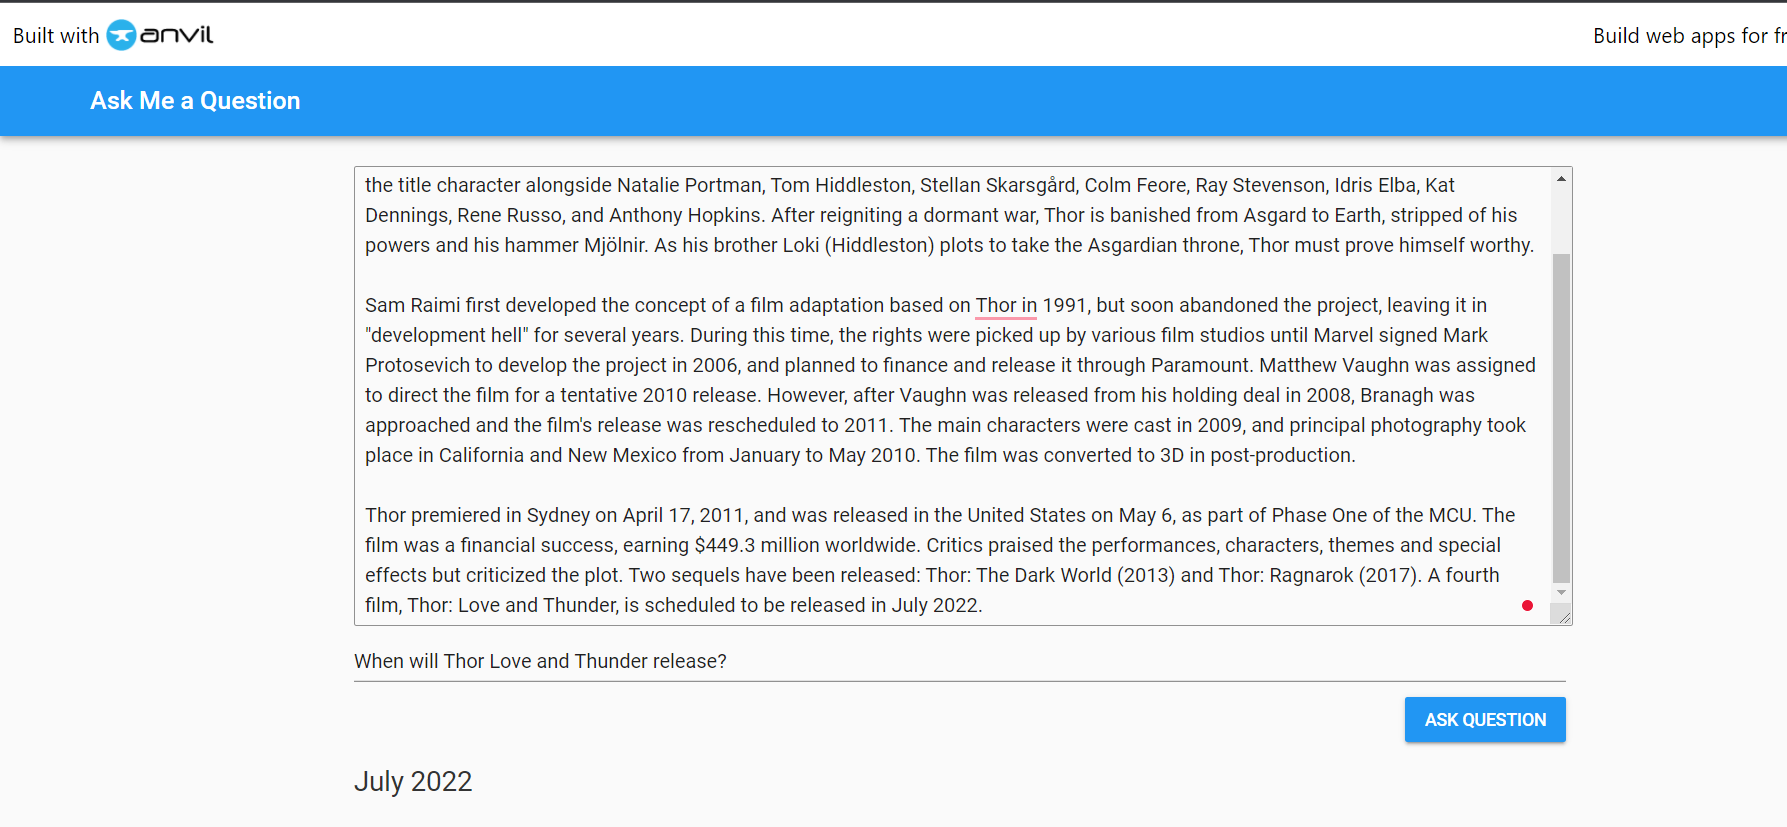 Built with anvil
Build web apps for fr
Ask Me a Question
the title character alongside Natalie Portman, Tom Hiddleston, Stellan Skarsgård, Colm Feore, Ray Stevenson, Idris Elba, Kat
Dennings, Rene Russo, and Anthony Hopkins. After reigniting a dormant war, Thor is banished from Asgard to Earth, stripped of his
powers and his hammer Mjölnir. As his brother Loki (Hiddleston) plots to take the Asgardian throne, Thor must prove himself worthy.
Sam Raimi first developed the concept of a film adaptation based on Thor in 1991, but soon abandoned the project, leaving it in
"development hell" for several years. During this time, the rights were picked up by various film studios until Marvel signed Mark
Protosevich to develop the project in 2006, and planned to finance and release it through Paramount. Matthew Vaughn was assigned
to direct the film for a tentative 2010 release. However, after Vaughn was released from his holding deal in 2008, Branagh was
approached and the film's release was rescheduled to 2011. The main characters were cast in 2009, and principal photography took
place in California and New Mexico from January to May 2010. The film was converted to 3D in post-production.
Thor premiered in Sydney on April 17, 2011, and was released in the United States on May 6, as part of Phase One of the MCU. The
film was a financial success, earning $449.3 million worldwide. Critics praised the performances, characters, themes and special
effects but criticized the plot. Two sequels have been released: Thor: The Dark World (2013) and Thor: Ragnarok (2017). A fourth
film, Thor: Love and Thunder, is scheduled to be released in July 2022.
When will Thor Love and Thunder release?
ASK QUESTION
July 2022